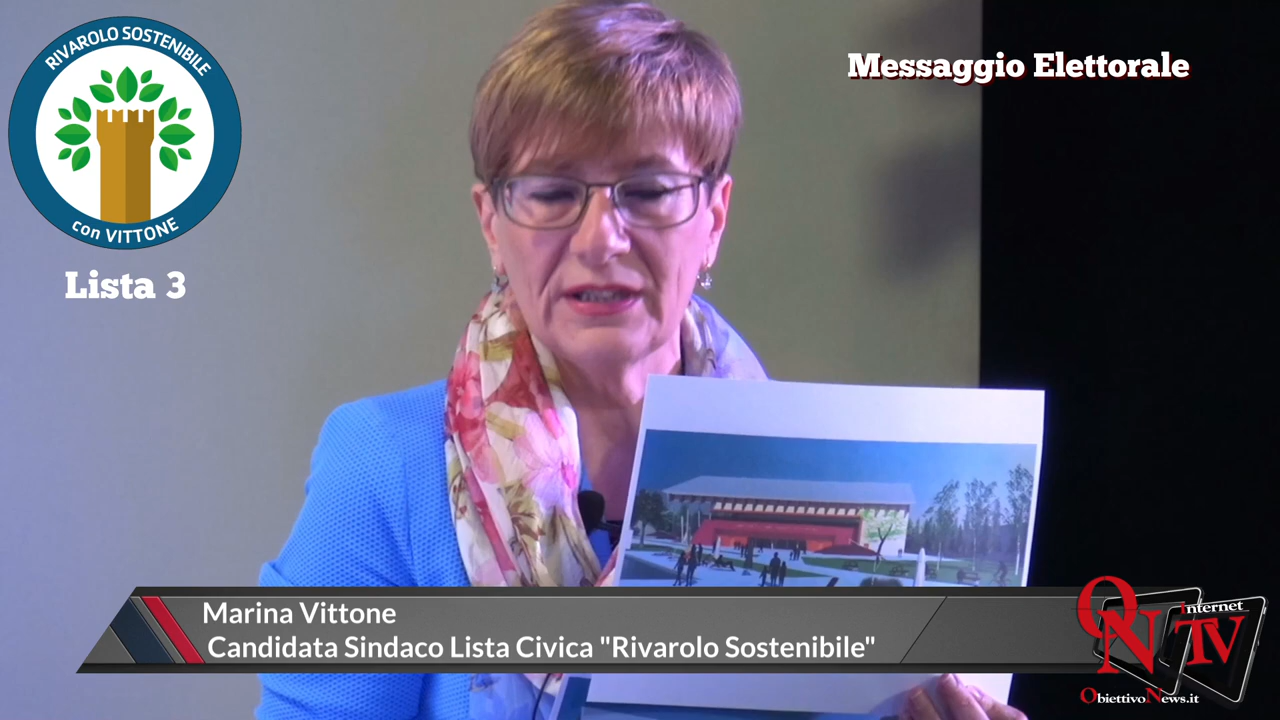 RIVAROLO SOSTENIBILE
con VITTONE
Lista 3
Messaggio Elettorale
Marina Vittone
Candidata Sindaco Lista Civica "Rivarolo Sostenibile"
ON
Internet
TV
ObiettivoNews.it